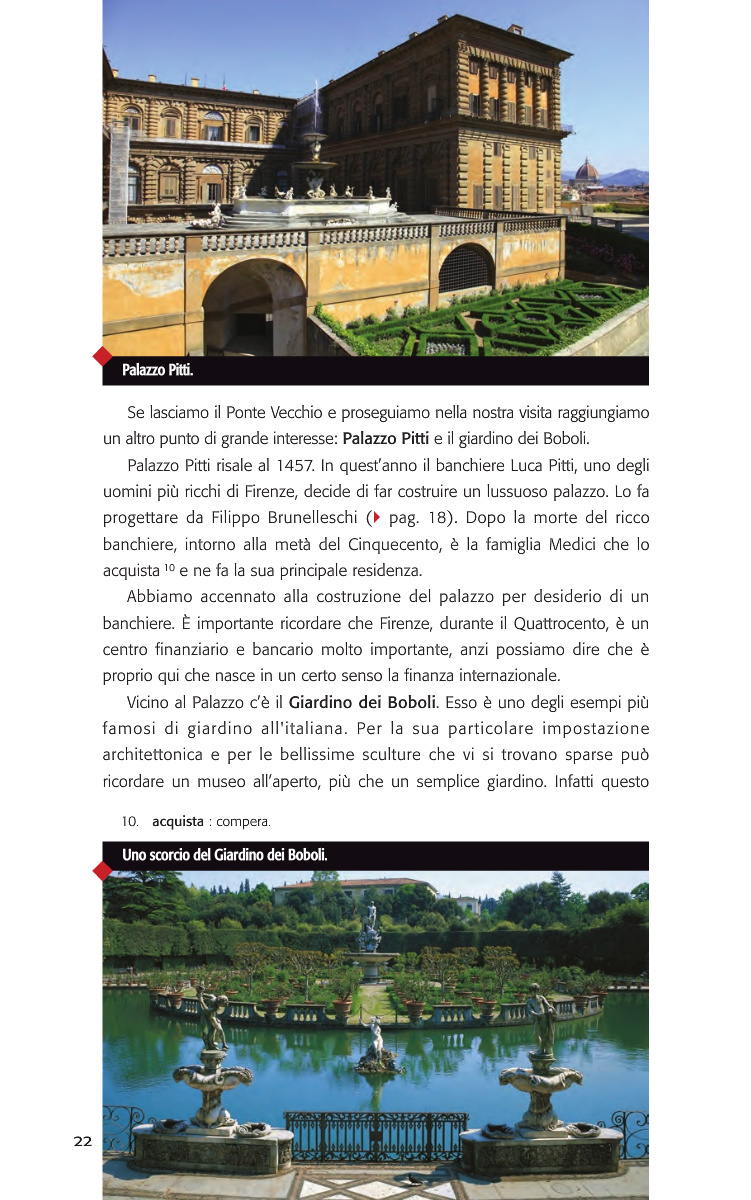 Palazzo Pitti.
Se lasciamo il Ponte Vecchio e proseguiamo nella nostra visita raggiungiamo
un altro punto di grande interesse: Palazzo Pitti e il giardino dei Boboli.
Palazzo Pitti risale al 1457. In quest'anno il banchiere Luca Pitti, uno degli
uomini più ricchi di Firenze, decide di far costruire un lussuoso palazzo. Lo fa
progettare da Filippo Brunelleschi (▶ pag. 18). Dopo la morte del ricco
banchiere, intorno alla metà del Cinquecento, è la famiglia Medici che lo
acquista ¹⁰ e ne fa la sua principale residenza.
Abbiamo accennato alla costruzione del palazzo per desiderio di un
banchiere. È importante ricordare che Firenze, durante il Quattrocento, è un
centro finanziario e bancario molto importante, anzi possiamo dire che è
proprio qui che nasce in un certo senso la finanza internazionale.
Vicino al Palazzo c'è il Giardino dei Boboli. Esso è uno degli esempi più
famosi di giardino all'italiana. Per la sua particolare impostazione
architettonica e per le bellissime sculture che vi si trovano sparse può
ricordare un museo all'aperto, più che un semplice giardino. Infatti questo
10. acquista : compera.
Uno scorcio del Giardino dei Boboli.
22